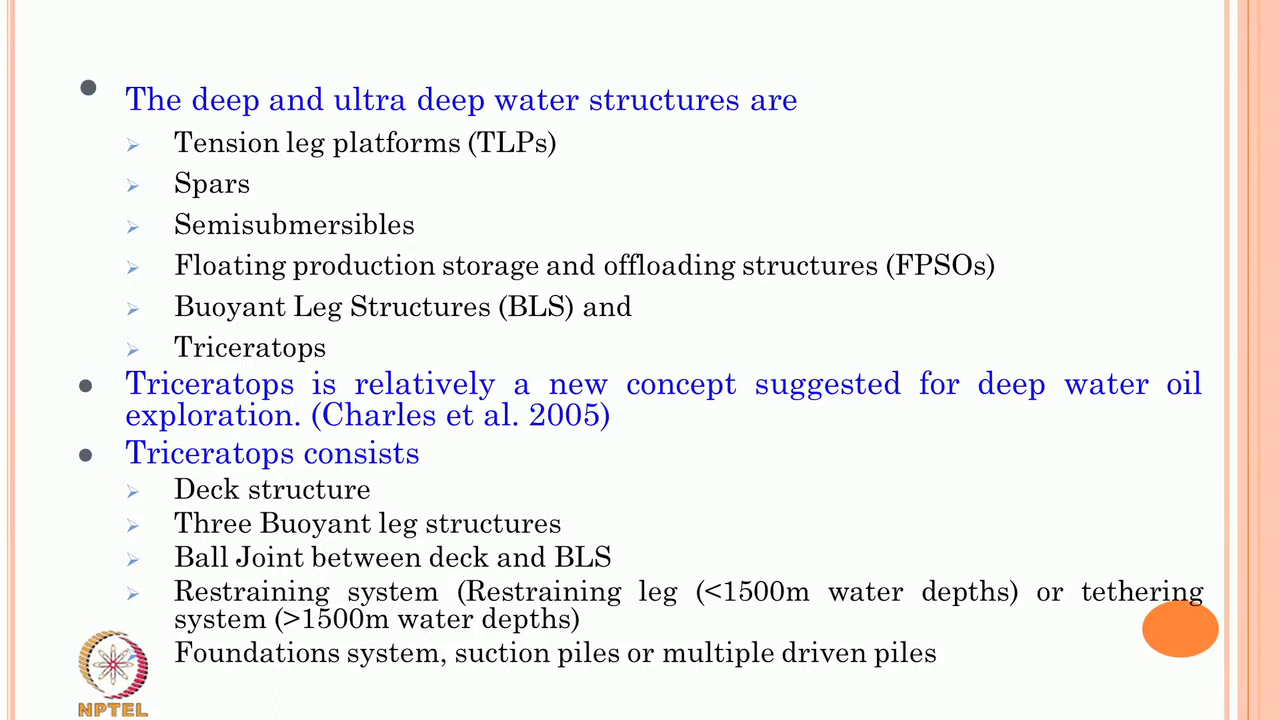 The deep and ultra deep water structures are
Tension leg platforms (TLPs)
Spars
Semisubmersibles
Floating production storage and offloading structures (FPSOs)
Buoyant Leg Structures (BLS) and
Triceratops
Triceratops is relatively a new concept suggested for deep water oil
exploration. (Charles et al. 2005)
Triceratops consists
Deck structure
Three Buoyant leg structures
Ball Joint between deck and BLS
Restraining system (Restraining leg (<1500m water depths) or tethering
system (>1500m water depths)
Foundations system, suction piles or multiple driven piles
NPTEL